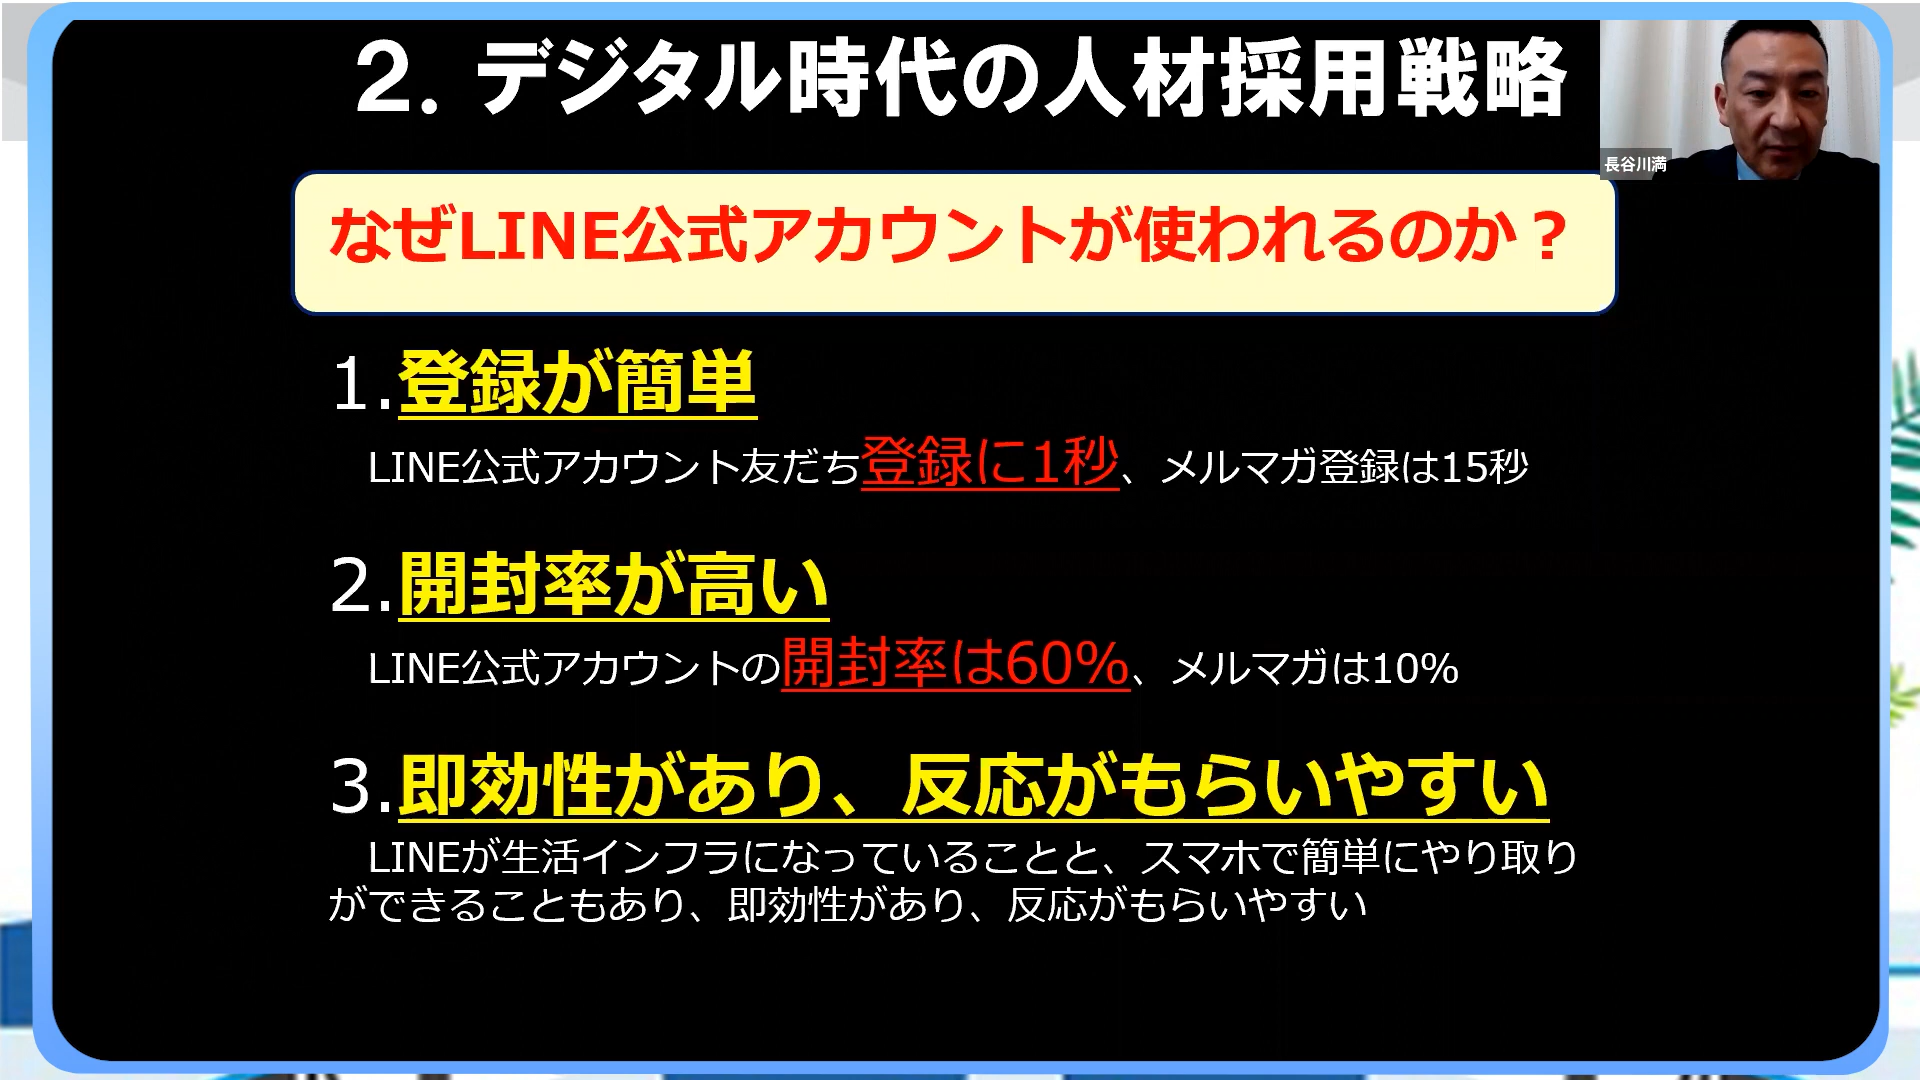 2. デジタル時代の人材採用戦略
長谷川満
なぜLINE公式アカウントが使われるのか？
1.登録が簡単
LINE公式アカウント友だち登録に1秒、メルマガ登録は15秒
2.開封率が高い
LINE公式アカウントの開封率は60%、メルマガは10%
3.即効性があり、反応がもらいやすい
LINEが生活インフラになっていることと、スマホで簡単にやり取り
ができることもあり、即効性があり、反応がもらいやすい